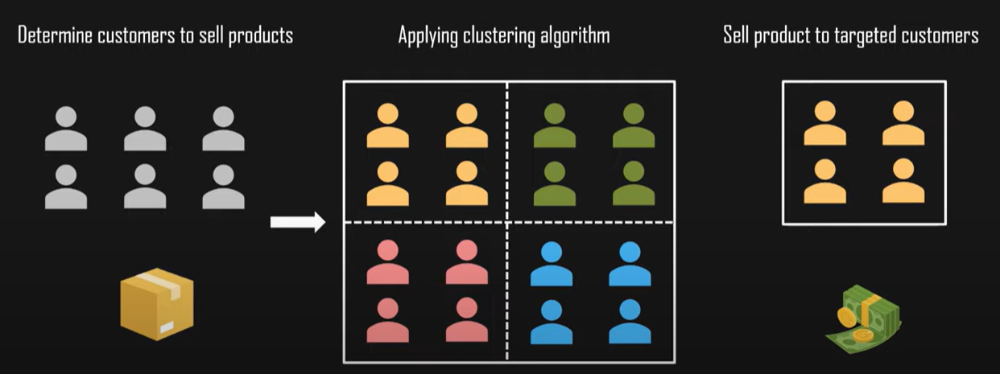 Determine customers to sell products
Applying clustering algorithm
Sell product to targeted customers